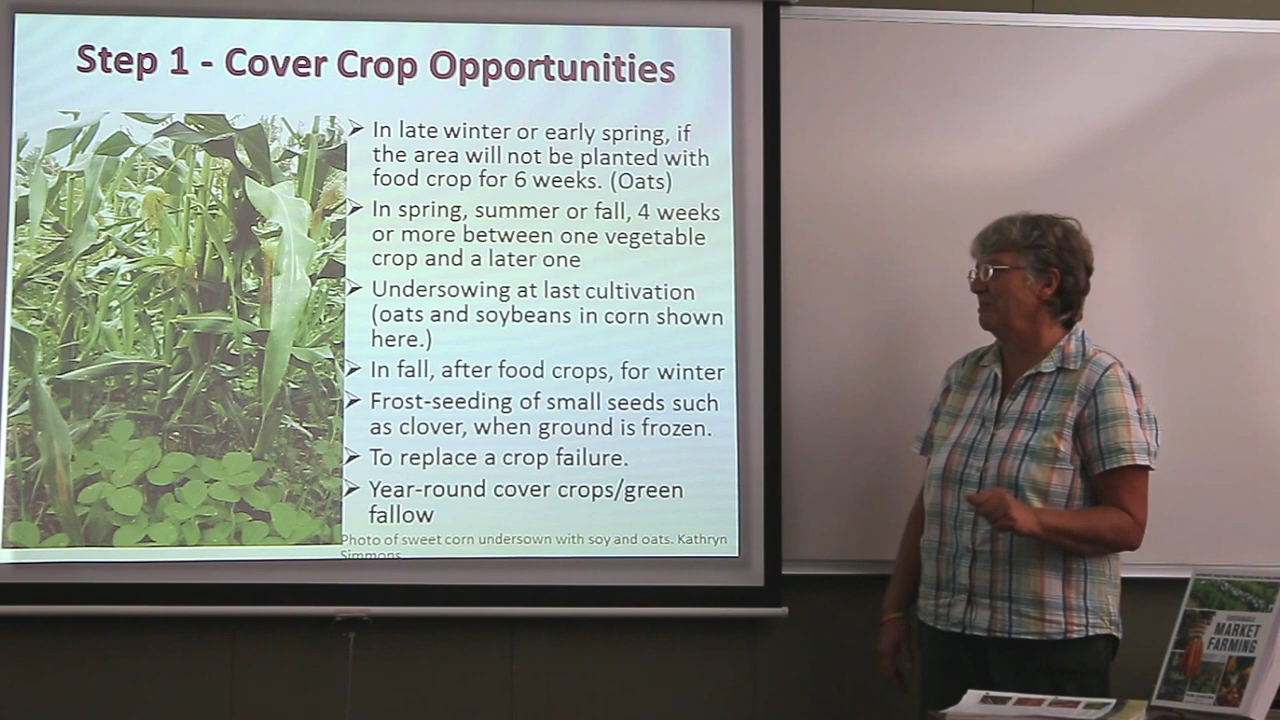 Step 1 - Cover Crop Opportunities
➢ In late winter or early spring, if
the area will not be planted with
food crop for 6 weeks. (Oats)
➢ In spring, summer or fall, 4 weeks
or more between one vegetable
crop and a later one
➢ Undersowing at last cultivation
(oats and soybeans in corn shown
here.)
➢ In fall, after food crops, for winter
➢ Frost-seeding of small seeds such
as clover, when ground is frozen.
➢ To replace a crop failure.
➢ Year-round cover crops/green
fallow
Photo of sweet corn undersown with soy and oats. Kathryn
Simmons
MARKET
FARMING